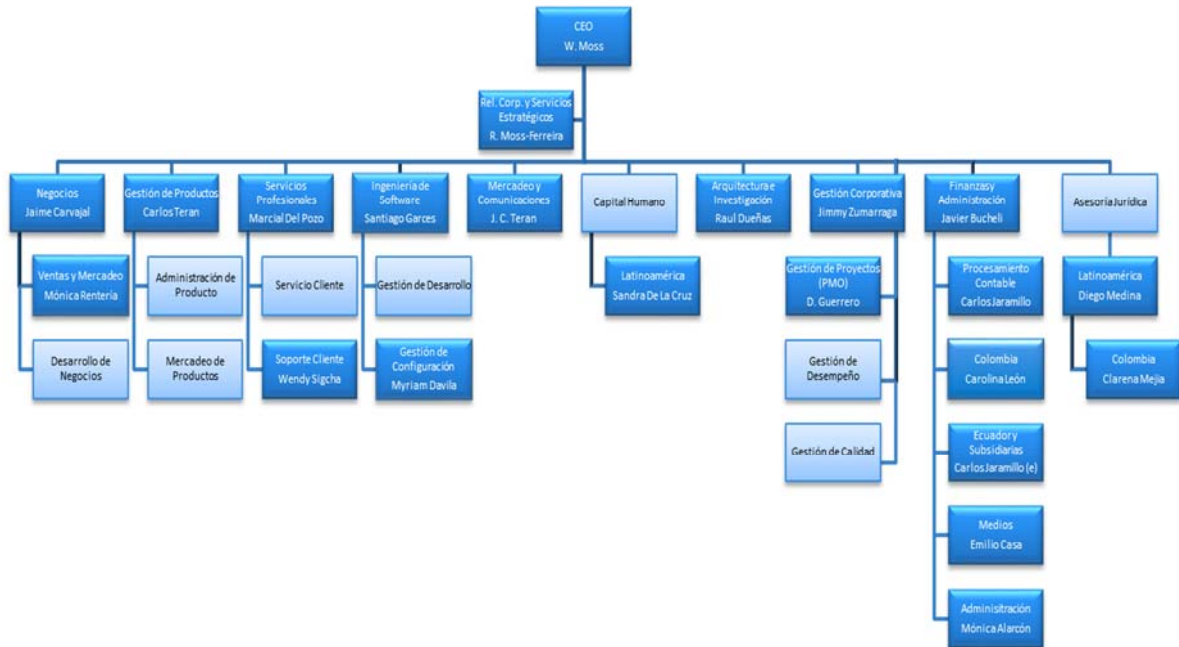 CEO
W. Moss
Rel. Corp. y Servicios
Estratégicos
R. Moss-Ferreira
Negocios
Jaime Carvajal
Gestión de Productos
Carlos Teran
Servicios
Profesionales
Marcial Del Pozo
Ingeniería de
Software
Santiago Garces
Mercadeo y
Comunicaciones
J. C. Teran
Capital Humano
Arquitectura e
Investigación
Raul Dueñas
Gestión Corporativa
Jimmy Zumarraga
Finanzas y
Administración
Javier Bucheli
Asesoría Jurídica
Ventas y Mercadeo
Mónica Rentería
Administración de
Producto
Servicio Cliente
Gestión de Desarrollo
Latinoamérica
Sandra De La Cruz
Gestión de Proyectos
(PMO)
D. Guerrero
Procesamiento
Contable
Carlos Jaramillo
Latinoamérica
Diego Medina
Desarrollo de
Negocios
Mercadeo de
Productos
Soporte Cliente
Wendy Sigcha
Gestión de
Configuración
Myriam Davila
Gestión de
Desempeño
Colombia
Carolina León
Colombia
Clarena Mejia
Gestión de Calidad
Ecuador y
Subsidiarias
Carlos Jaramillo (e)
Medios
Emilio Casa
Adminisitración
Mónica Alarcón